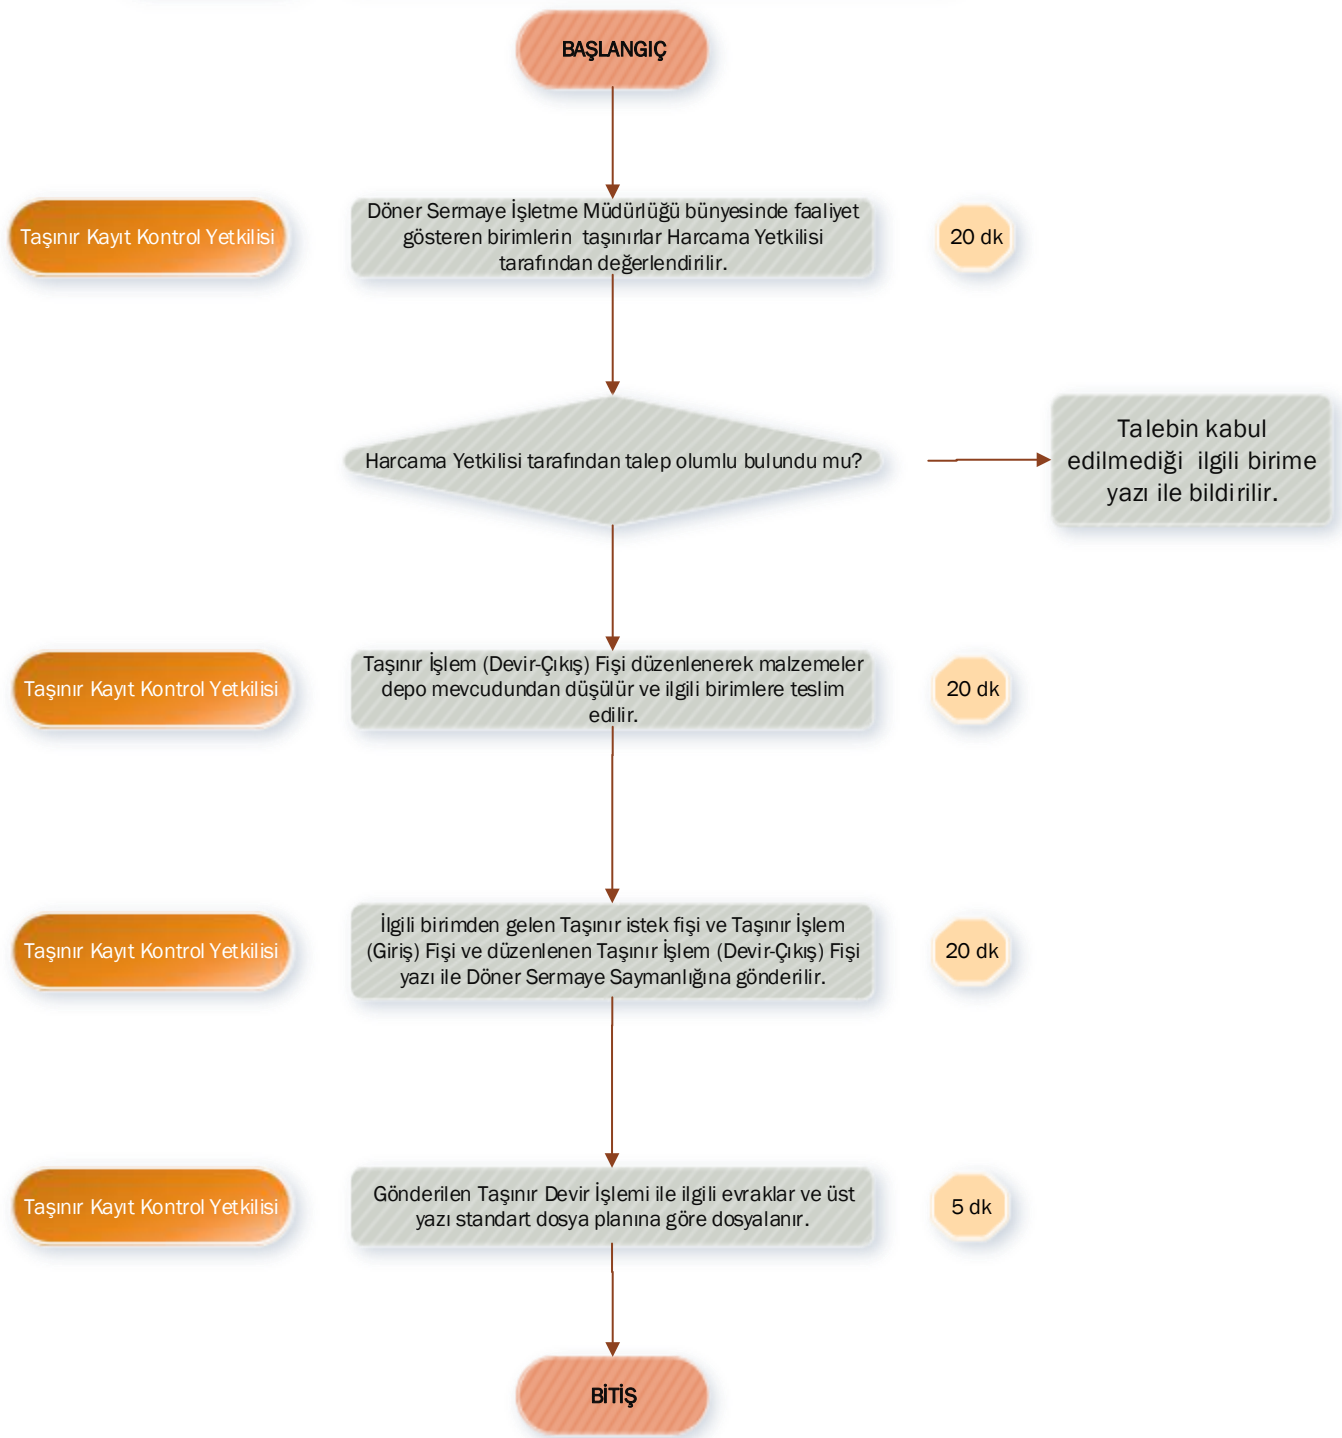 BAŞLANGIÇ
Taşınır Kayıt Kontrol Yetkilisi
Döner Sermaye İşletme Müdürlüğü bünyesinde faaliyet
gösteren birimlerin taşınırlar Harcama Yetkilisi
tarafından değerlendirilir.
20 dk
Harcama Yetkilisi tarafından talep olumlu bulundu mu?
Talebin kabul
edilmediği ilgili birime
yazı ile bildirilir.
Taşınır Kayıt Kontrol Yetkilisi
Taşınır İşlem (Devir-Çıkış) Fişi düzenlenerek malzemeler
depo mevcudundan düşülür ve ilgili birimlere teslim
edilir.
20 dk
Taşınır Kayıt Kontrol Yetkilisi
İlgili birimden gelen Taşınır istek fişi ve Taşınır İşlem
(Giriş) Fişi ve düzenlenen Taşınır İşlem (Devir-Çıkış) Fişi
yazı ile Döner Sermaye Saymanlığına gönderilir.
20 dk
Taşınır Kayıt Kontrol Yetkilisi
Gönderilen Taşınır Devir İşlemi ile ilgili evraklar ve üst
yazı standart dosya planına göre dosyalanır.
5 dk
BİTİŞ